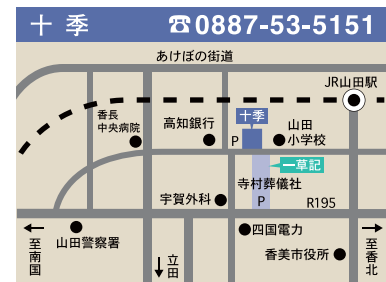 十季 ☎0887-53-5151
あけぼの街道
JR山田駅
香長
中央病院
高知銀行
十季
P
山田
小学校
一草記
寺村葬儀社
宇賀外科
P
R195
山田警察署
四国電力
香美市役所
至南国
立田
至香北